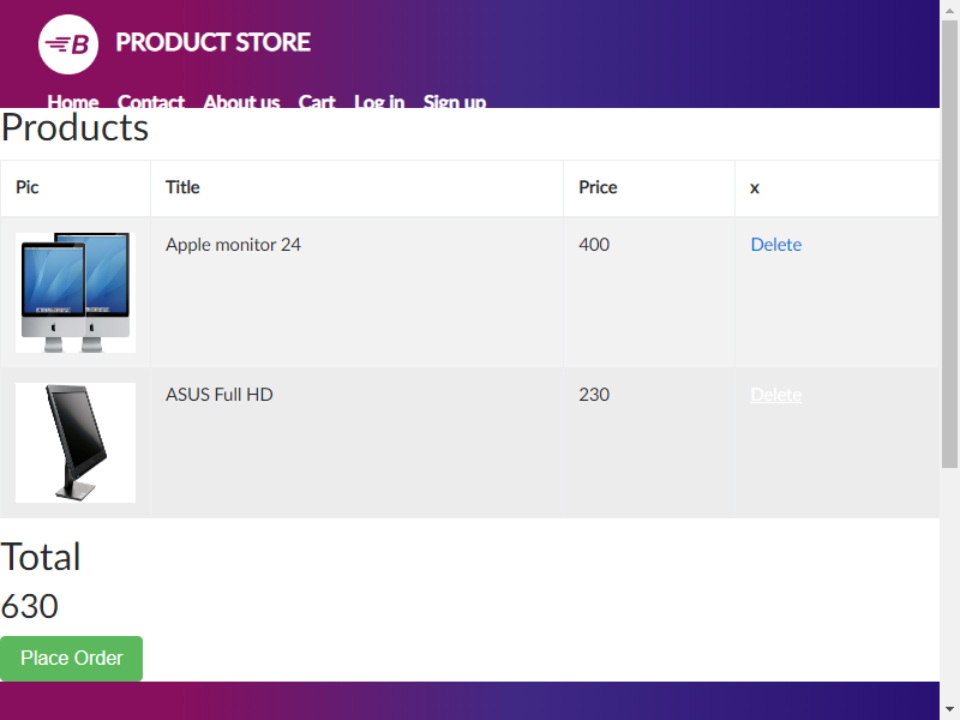 B PRODUCT STORE
Home Contact About us Cart Log in Sign up
Products
Pic Title Price x
Apple monitor 24 400 Delete
ASUS Full HD 230 Delete
Total
630
Place Order